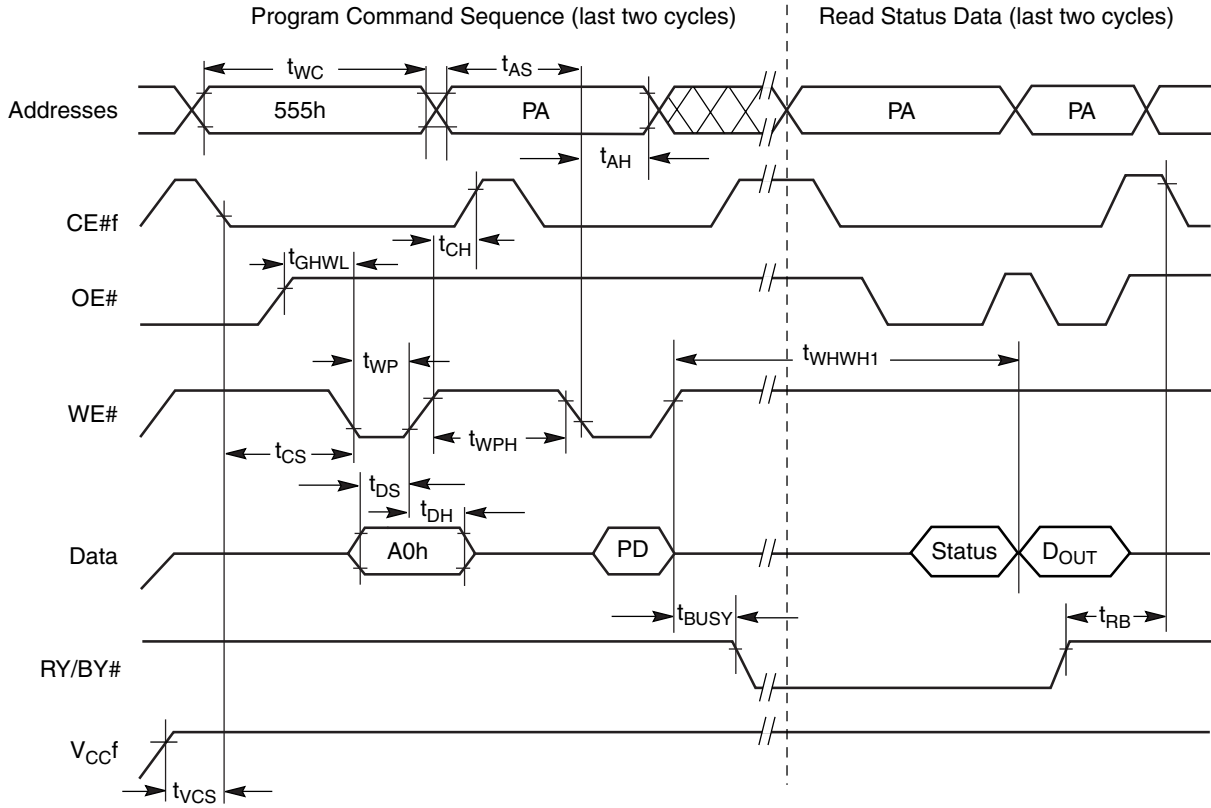 Program Command Sequence (last two cycles)
Read Status Data (last two cycles)
tWC
tAS
Addresses
555h
PA
PA
PA
tAH
CE#f
tCH
tGHWL
OE#
tWP
tWHWH1
WE#
tWPH
tCS
tDS
tDH
Data
A0h
PD
Status
DOUT
tBUSY
tRB
RY/BY#
VCCf
tVCS